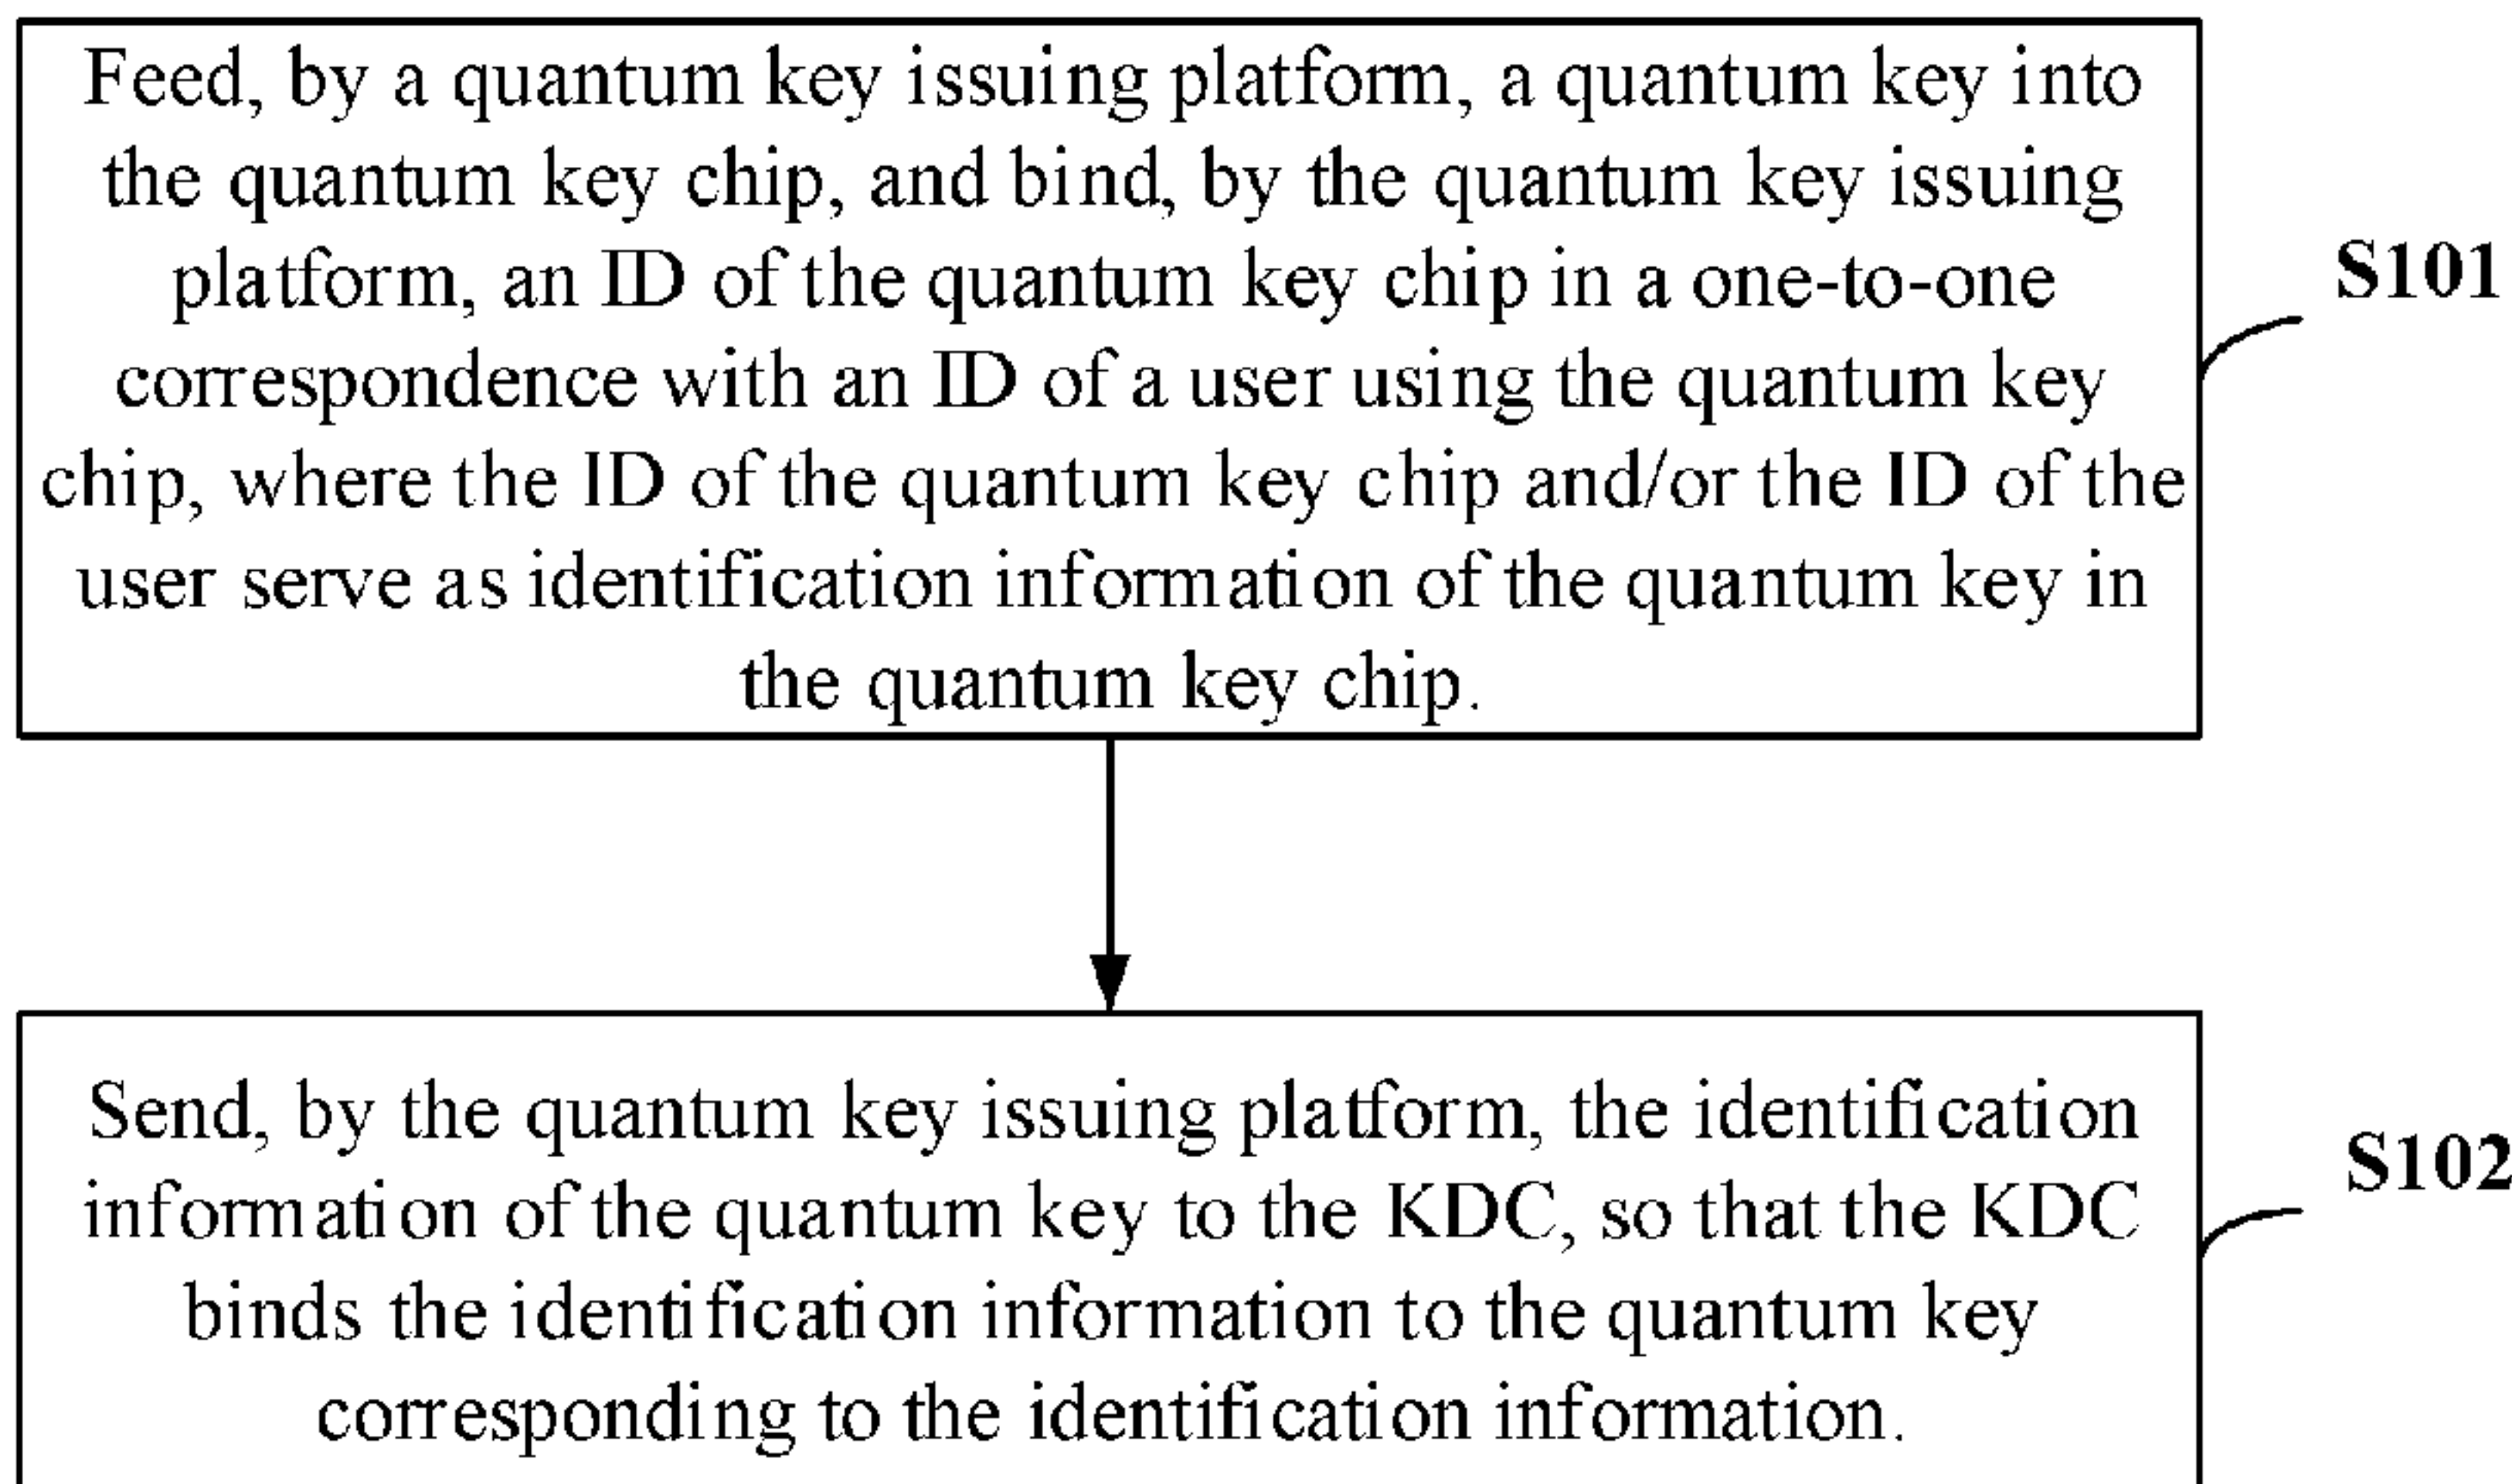 Feed, by a quantum key issuing platform, a quantum key into
the quantum key chip, and bind, by the quantum key issuing
platform, an ID of the quantum key chip in a one-to-one
correspondence with an ID of a user using the quantum key
chip, where the ID of the quantum key chip and/or the ID of the
user serve as identification information of the quantum key in
the quantum key chip.
S101
Send, by the quantum key issuing platform, the identification
information of the quantum key to the KDC, so that the KDC
binds the identification information to the quantum key
corresponding to the identification information.
S102